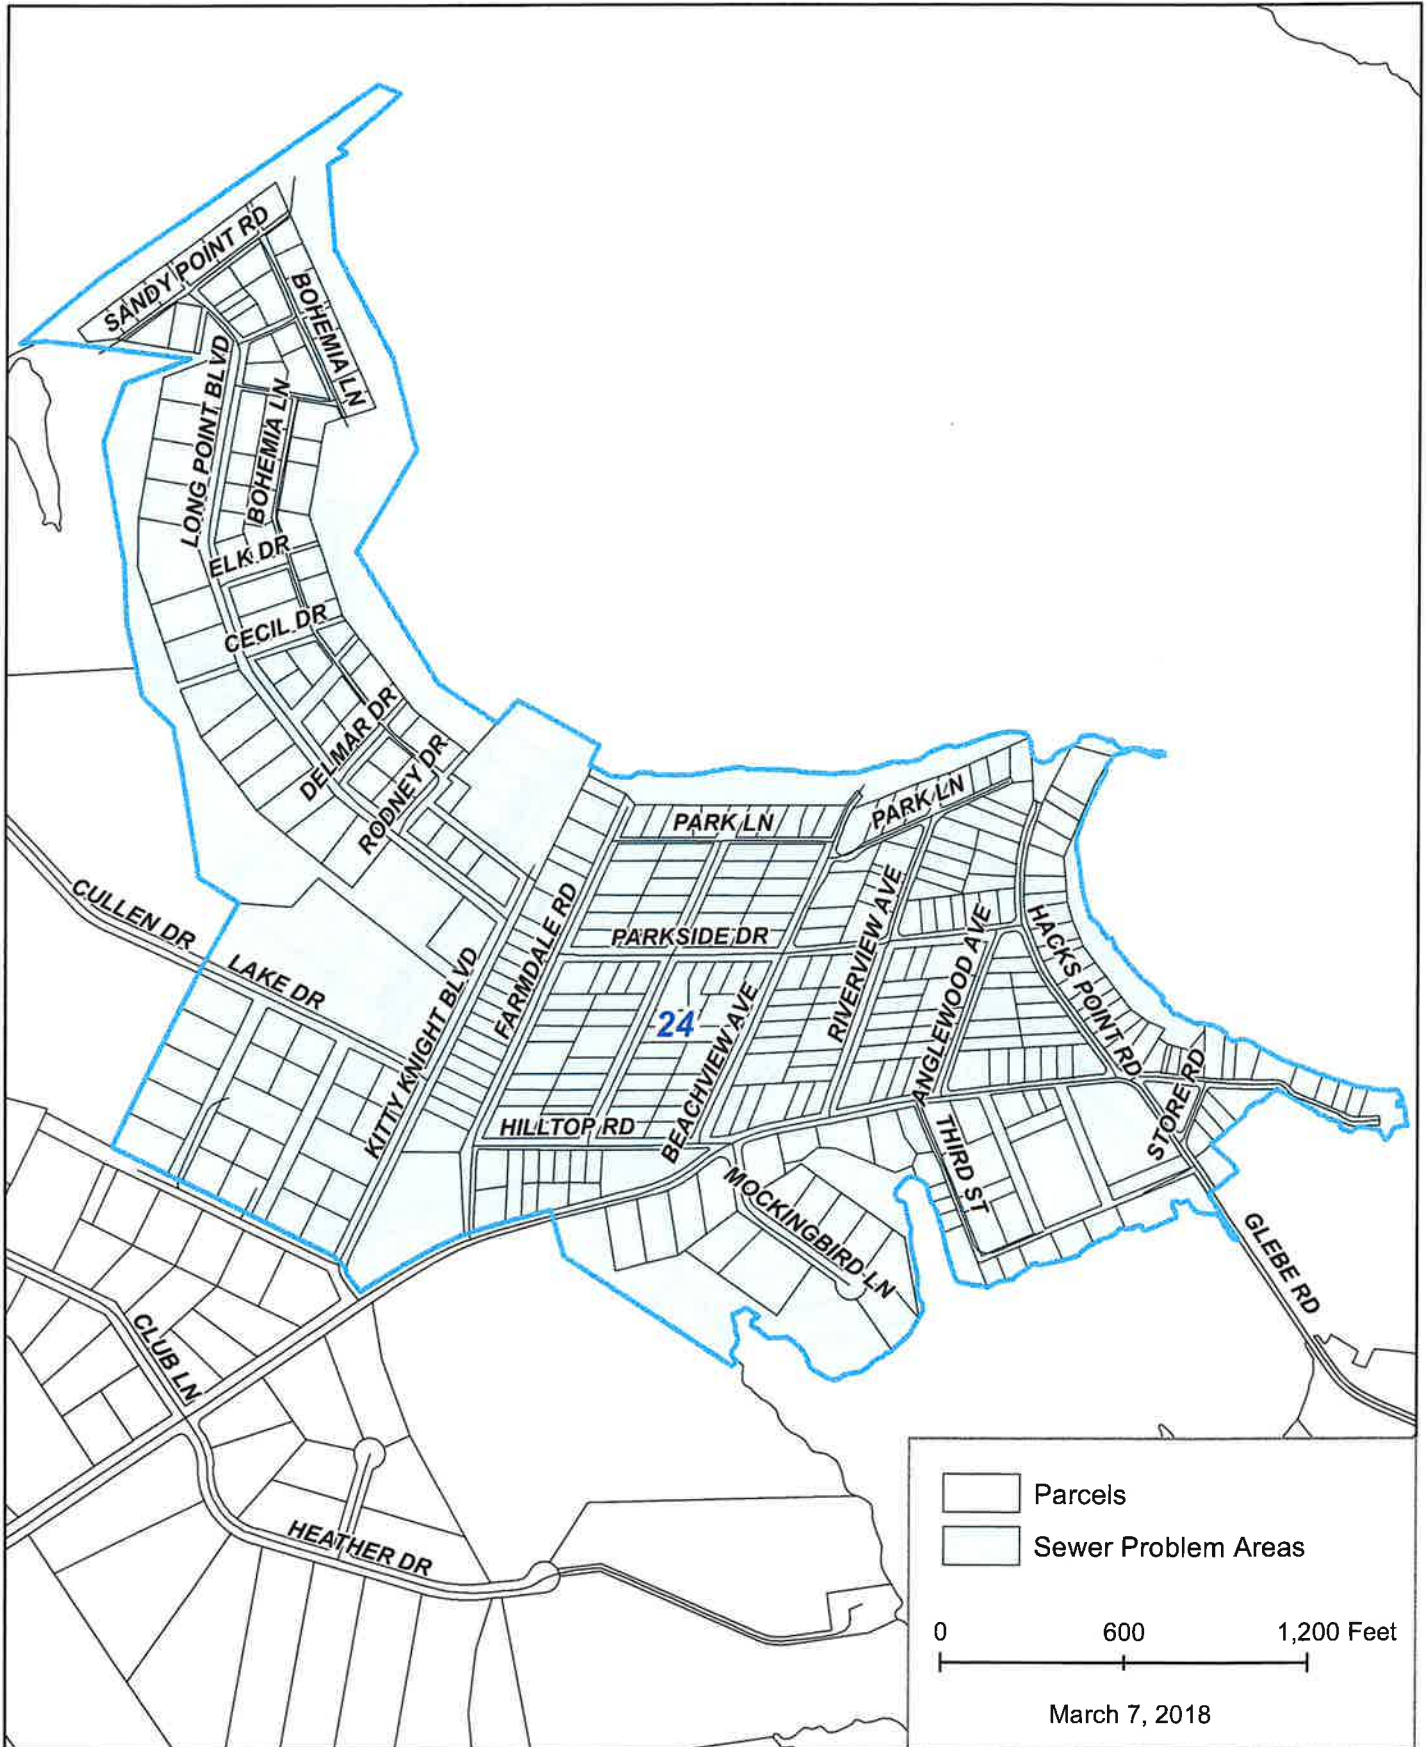 SANDY POINT RD
BOHEMIA LN
LONG POINT BLVD
BOHEMIA LN
ELK DR
CECIL DR
DELMAR DR
RODNEY DR
PARK LN
PARK LN
CULLEN DR
LAKE DR
KITTY KNIGHT BLVD
FARMDALE RD
PARKSIDE DR
RIVERVIEW AVE
ANGLEWOOD AVE
HACKS POINT RD
24
BEACHVIEW AVE
HILLTOP RD
STORE RD
THIRD ST
MOCKINGBIRD LN
GLEBE RD
CLUB LN
HEATHER DR
Parcels
Sewer Problem Areas
0 600 1,200 Feet
March 7, 2018